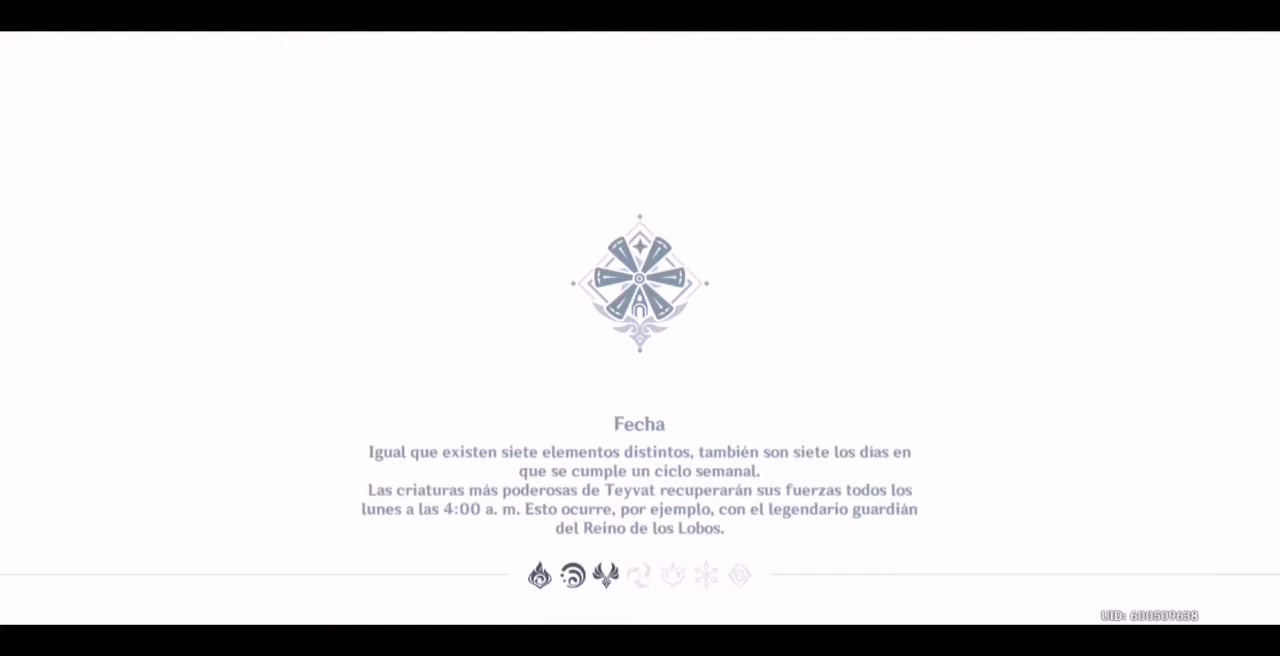 Fecha
Igual que existen siete elementos distintos, también son siete los días en
que se cumple un ciclo semanal.
Las criaturas más poderosas de Teyvat recuperarán sus fuerzas todos los
lunes a las 4:00 a. m. Esto ocurre, por ejemplo, con el legendario guardián
del Reino de los Lobos.
UID: 600509638